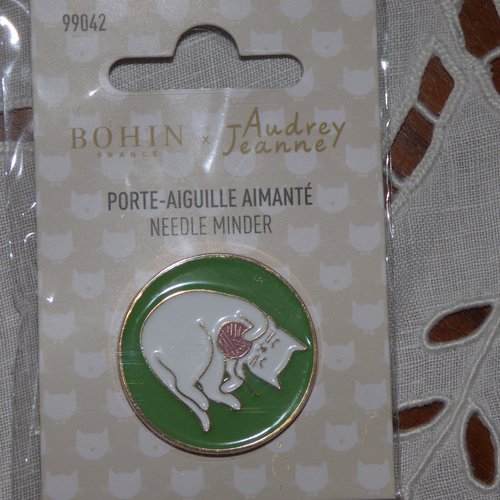 99042
BOHIN x Audrey
FRANCE Jeanne
PORTE-AIGUILLE AIMANTÉ
NEEDLE MINDER